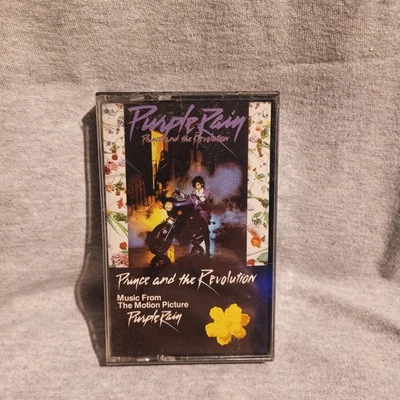 Purple Rain
Prince and the Revolution
Prince and the Revolution
Music From
The Motion Picture
Purple Rain